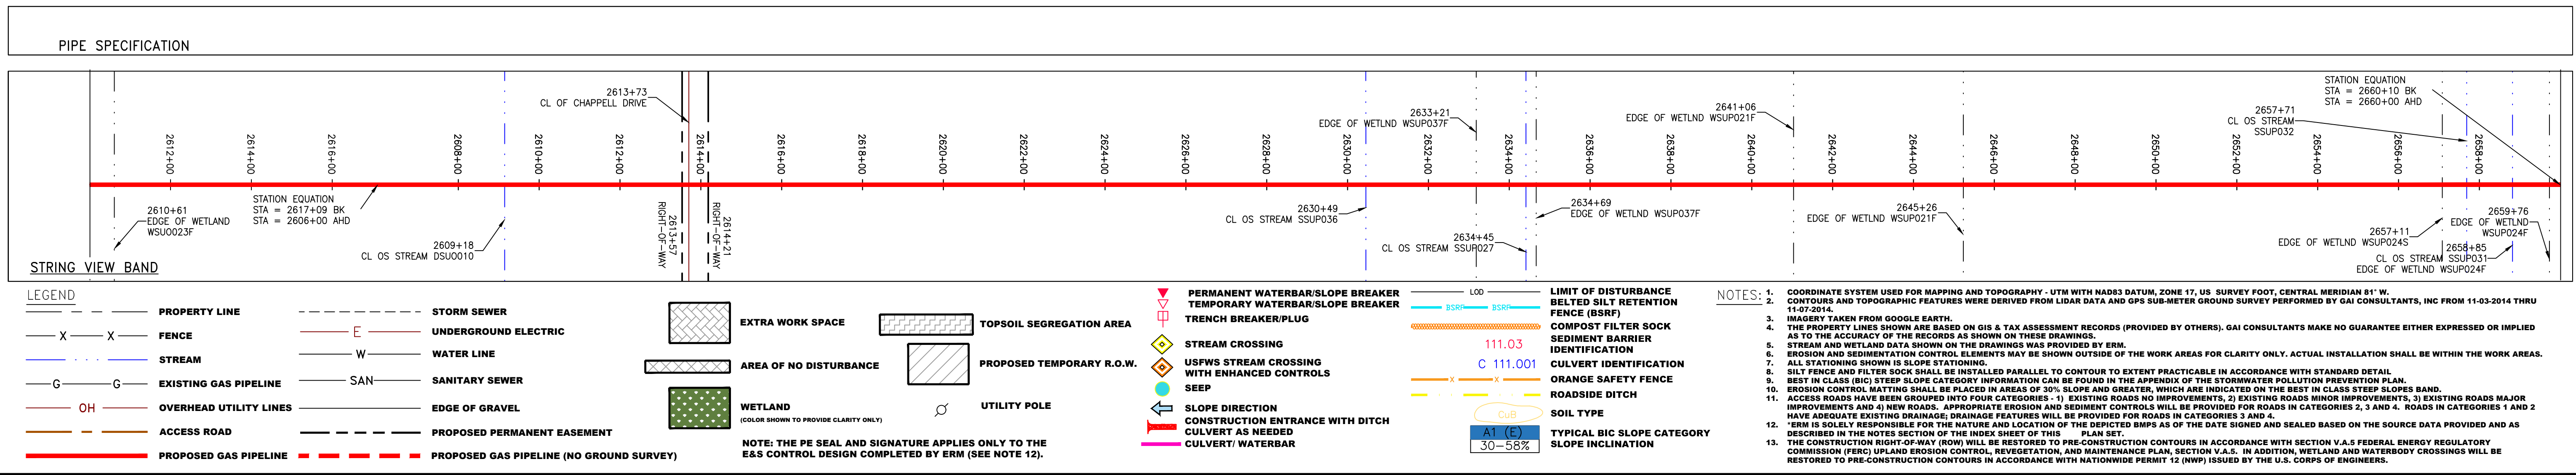 PIPE SPECIFICATION
2613+73
CL OF CHAPPELL DRIVE
2633+21
EDGE OF WETLND WSUP037F
2641+06
EDGE OF WETLND WSUP021F
2657+71
CL OS STREAM
SSUP032
STATION EQUATION
STA = 2660+10 BK
STA = 2660+00 AHD
2612+00
2614+00
2616+00
2608+00
2610+00
2612+00
2614+00
2616+00
2618+00
2620+00
2622+00
2624+00
2626+00
2628+00
2630+00
2632+00
2634+00
2636+00
2638+00
2640+00
2642+00
2644+00
2646+00
2648+00
2650+00
2652+00
2654+00
2656+00
2658+00
2610+61
EDGE OF WETLAND
WSUO023F
STATION EQUATION
STA = 2617+09 BK
STA = 2606+00 AHD
2609+18
CL OS STREAM DSUO010
2613+57
RIGHT-OF-WAY
2614+21
RIGHT-OF-WAY
2630+49
CL OS STREAM SSUP036
2634+45
CL OS STREAM SSUP027
2634+69
EDGE OF WETLND WSUP037F
2645+26
EDGE OF WETLND WSUP021F
2657+11
EDGE OF WETLND WSUP024S
2659+76
EDGE OF WETLND
WSUP024F
2658+85
CL OS STREAM SSUP031
EDGE OF WETLND WSUP024F
STRING VIEW BAND
LEGEND
PROPERTY LINE
X X FENCE
STREAM
G G EXISTING GAS PIPELINE
OH OVERHEAD UTILITY LINES
ACCESS ROAD
PROPOSED GAS PIPELINE
STORM SEWER
E UNDERGROUND ELECTRIC
W WATER LINE
SAN SANITARY SEWER
EDGE OF GRAVEL
PROPOSED PERMANENT EASEMENT
PROPOSED GAS PIPELINE (NO GROUND SURVEY)
EXTRA WORK SPACE
AREA OF NO DISTURBANCE
WETLAND
(COLOR SHOWN TO PROVIDE CLARITY ONLY)
TOPSOIL SEGREGATION AREA
PROPOSED TEMPORARY R.O.W.
UTILITY POLE
NOTE: THE PE SEAL AND SIGNATURE APPLIES ONLY TO THE
E&S CONTROL DESIGN COMPLETED BY ERM (SEE NOTE 12).
PERMANENT WATERBAR/SLOPE BREAKER
TEMPORARY WATERBAR/SLOPE BREAKER
TRENCH BREAKER/PLUG
STREAM CROSSING
USFWS STREAM CROSSING
WITH ENHANCED CONTROLS
SEEP
SLOPE DIRECTION
CONSTRUCTION ENTRANCE WITH DITCH
CULVERT AS NEEDED
CULVERT/ WATERBAR
LOD LIMIT OF DISTURBANCE
BSRF BSRF BELTED SILT RETENTION
FENCE (BSRF)
COMPOST FILTER SOCK
111.03 SEDIMENT BARRIER
IDENTIFICATION
C 111.001 CULVERT IDENTIFICATION
X X ORANGE SAFETY FENCE
ROADSIDE DITCH
CuB SOIL TYPE
A1 (E) TYPICAL BIC SLOPE CATEGORY
30-58% SLOPE INCLINATION
NOTES:
1. COORDINATE SYSTEM USED FOR MAPPING AND TOPOGRAPHY - UTM WITH NAD83 DATUM, ZONE 17, US SURVEY FOOT, CENTRAL MERIDIAN 81° W.
2. CONTOURS AND TOPOGRAPHIC FEATURES WERE DERIVED FROM LIDAR DATA AND GPS SUB-METER GROUND SURVEY PERFORMED BY GAI CONSULTANTS, INC FROM 11-03-2014 THRU
11-07-2014.
3. IMAGERY TAKEN FROM GOOGLE EARTH.
4. THE PROPERTY LINES SHOWN ARE BASED ON GIS & TAX ASSESSMENT RECORDS (PROVIDED BY OTHERS). GAI CONSULTANTS MAKE NO GUARANTEE EITHER EXPRESSED OR IMPLIED
AS TO THE ACCURACY OF THE RECORDS AS SHOWN ON THESE DRAWINGS.
5. STREAM AND WETLAND DATA SHOWN ON THE DRAWINGS WAS PROVIDED BY ERM.
6. EROSION AND SEDIMENTATION CONTROL ELEMENTS MAY BE SHOWN OUTSIDE OF THE WORK AREAS FOR CLARITY ONLY. ACTUAL INSTALLATION SHALL BE WITHIN THE WORK AREAS.
7. ALL STATIONING SHOWN IS SLOPE STATIONING.
8. SILT FENCE AND FILTER SOCK SHALL BE INSTALLED PARALLEL TO CONTOUR TO EXTENT PRACTICABLE IN ACCORDANCE WITH STANDARD DETAIL
9. BEST IN CLASS (BIC) STEEP SLOPE CATEGORY INFORMATION CAN BE FOUND IN THE APPENDIX OF THE STORMWATER POLLUTION PREVENTION PLAN.
10. EROSION CONTROL MATTING SHALL BE PLACED IN AREAS OF 30% SLOPE AND GREATER, WHICH ARE INDICATED ON THE BEST IN CLASS STEEP SLOPES BAND.
11. ACCESS ROADS HAVE BEEN GROUPED INTO FOUR CATEGORIES - 1) EXISTING ROADS NO IMPROVEMENTS, 2) EXISTING ROADS MINOR IMPROVEMENTS, 3) EXISTING ROADS MAJOR
IMPROVEMENTS AND 4) NEW ROADS. APPROPRIATE EROSION AND SEDIMENT CONTROLS WILL BE PROVIDED FOR ROADS IN CATEGORIES 2, 3 AND 4. ROADS IN CATEGORIES 1 AND 2
HAVE ADEQUATE EXISTING DRAINAGE; DRAINAGE FEATURES WILL BE PROVIDED FOR ROADS IN CATEGORIES 3 AND 4.
12. *ERM IS SOLELY RESPONSIBLE FOR THE NATURE AND LOCATION OF THE DEPICTED BMPS AS OF THE DATE SIGNED AND SEALED BASED ON THE SOURCE DATA PROVIDED AND AS
DESCRIBED IN THE NOTES SECTION OF THE INDEX SHEET OF THIS PLAN SET.
13. THE CONSTRUCTION RIGHT-OF-WAY (ROW) WILL BE RESTORED TO PRE-CONSTRUCTION CONTOURS IN ACCORDANCE WITH SECTION V.A.5 FEDERAL ENERGY REGULATORY
COMMISSION (FERC) UPLAND EROSION CONTROL, REVEGETATION, AND MAINTENANCE PLAN, SECTION V.A.5. IN ADDITION, WETLAND AND WATERBODY CROSSINGS WILL BE
RESTORED TO PRE-CONSTRUCTION CONTOURS IN ACCORDANCE WITH NATIONWIDE PERMIT 12 (NWP) ISSUED BY THE U.S. CORPS OF ENGINEERS.